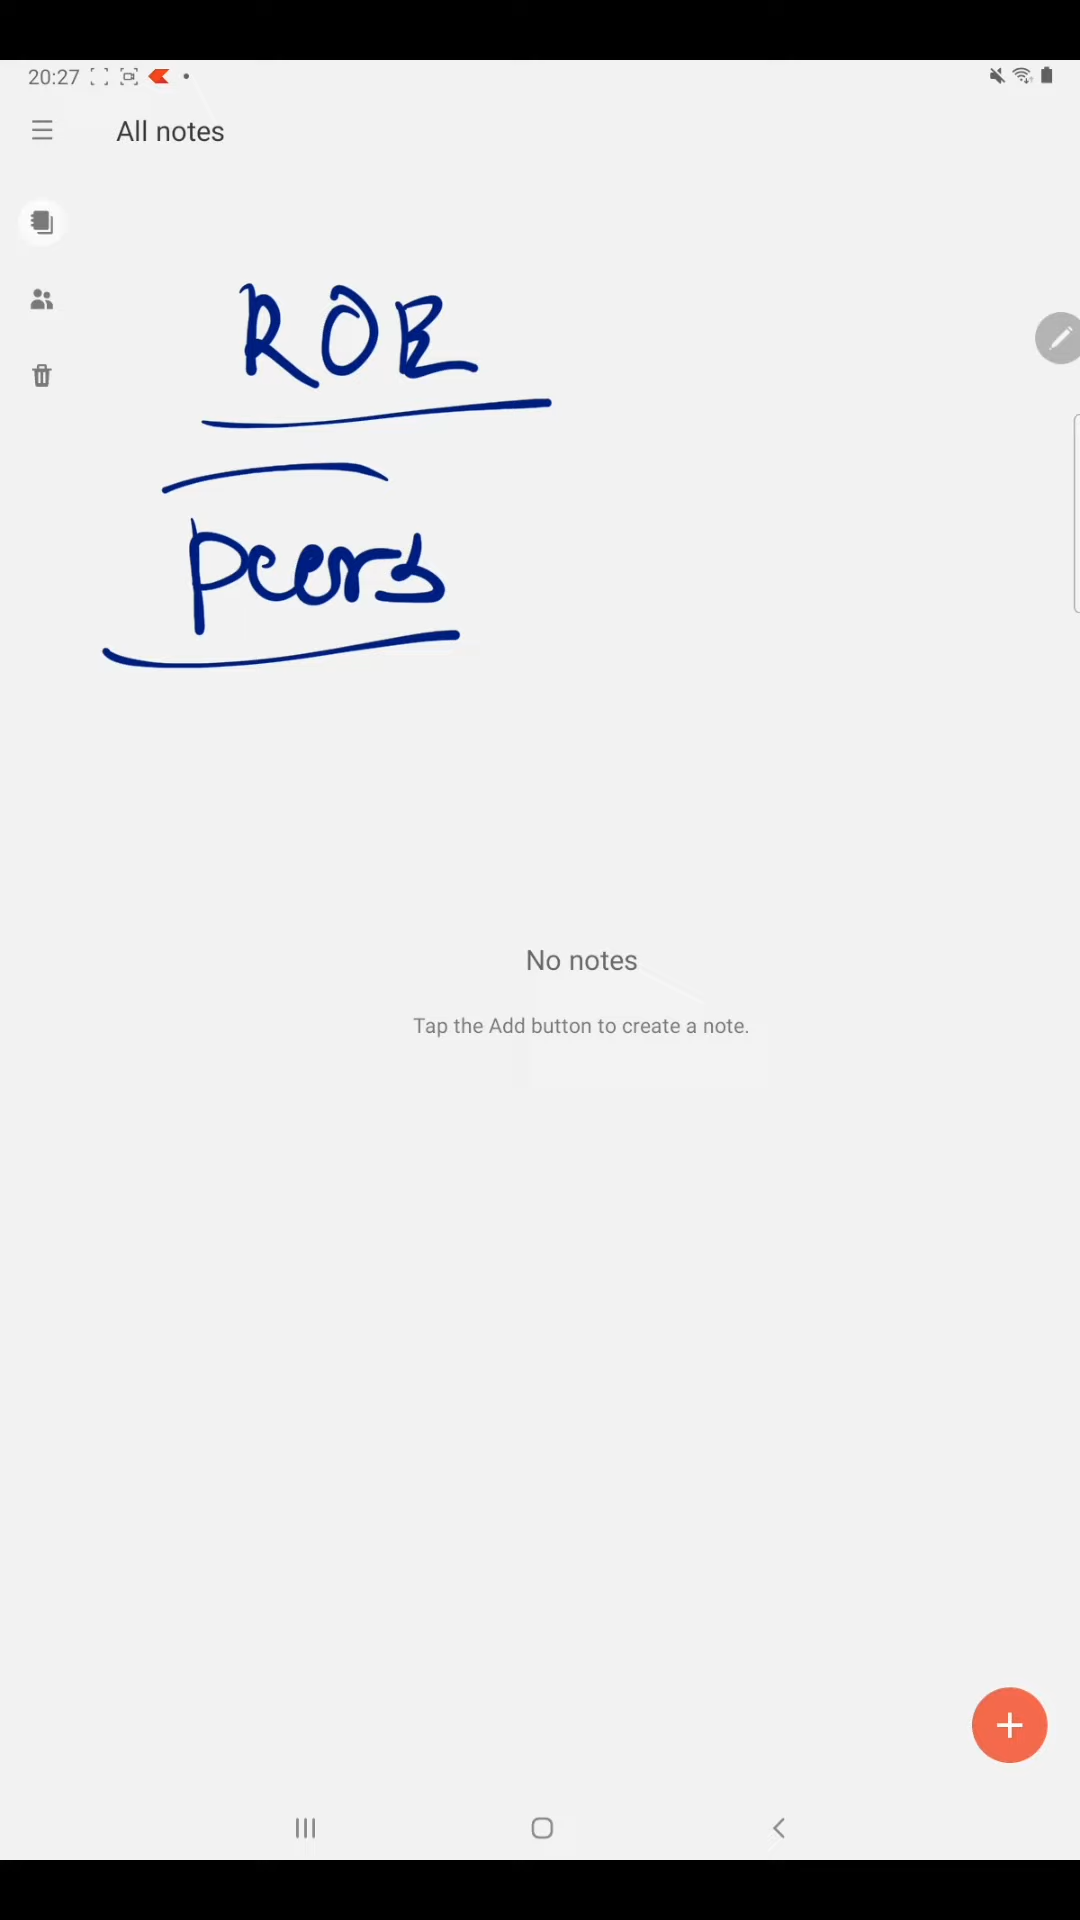 20:27
All notes
ROE
peers
No notes
Tap the Add button to create a note.